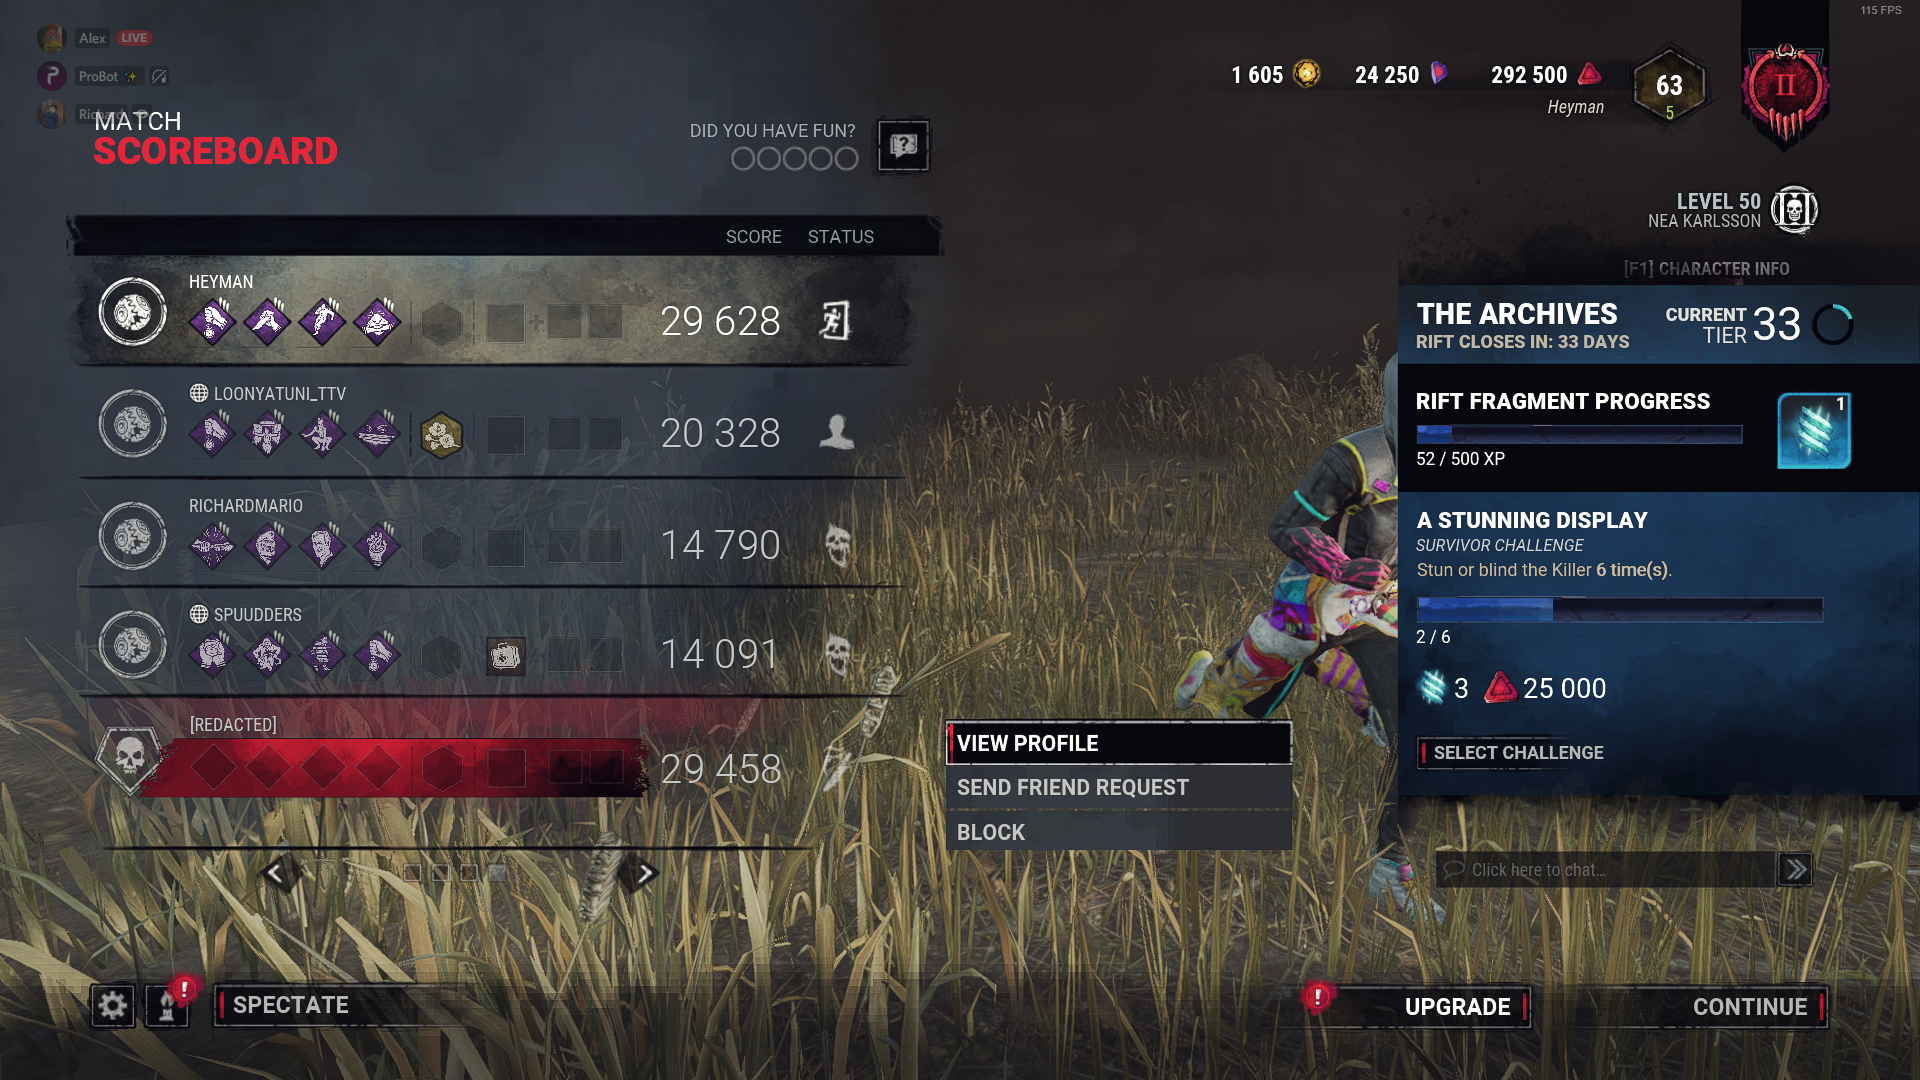 115 FPS
Alex LIVE
ProBot
Richard
MATCH
SCOREBOARD
DID YOU HAVE FUN?
1 605
24 250
292 500
Heyman
63
5
II
LEVEL 50
NEA KARLSSON
III
[F1] CHARACTER INFO
SCORE STATUS
HEYMAN
29 628
LOONYATUNI_TTV
20 328
RICHARDMARIO
14 790
SPUUDDERS
14 091
[REDACTED]
29 458
VIEW PROFILE
SEND FRIEND REQUEST
BLOCK
THE ARCHIVES
RIFT CLOSES IN: 33 DAYS
CURRENT
TIER 33
RIFT FRAGMENT PROGRESS
1
52 / 500 XP
A STUNNING DISPLAY
SURVIVOR CHALLENGE
Stun or blind the Killer 6 time(s).
2 / 6
3 25 000
SELECT CHALLENGE
Click here to chat...
SPECTATE
UPGRADE
CONTINUE